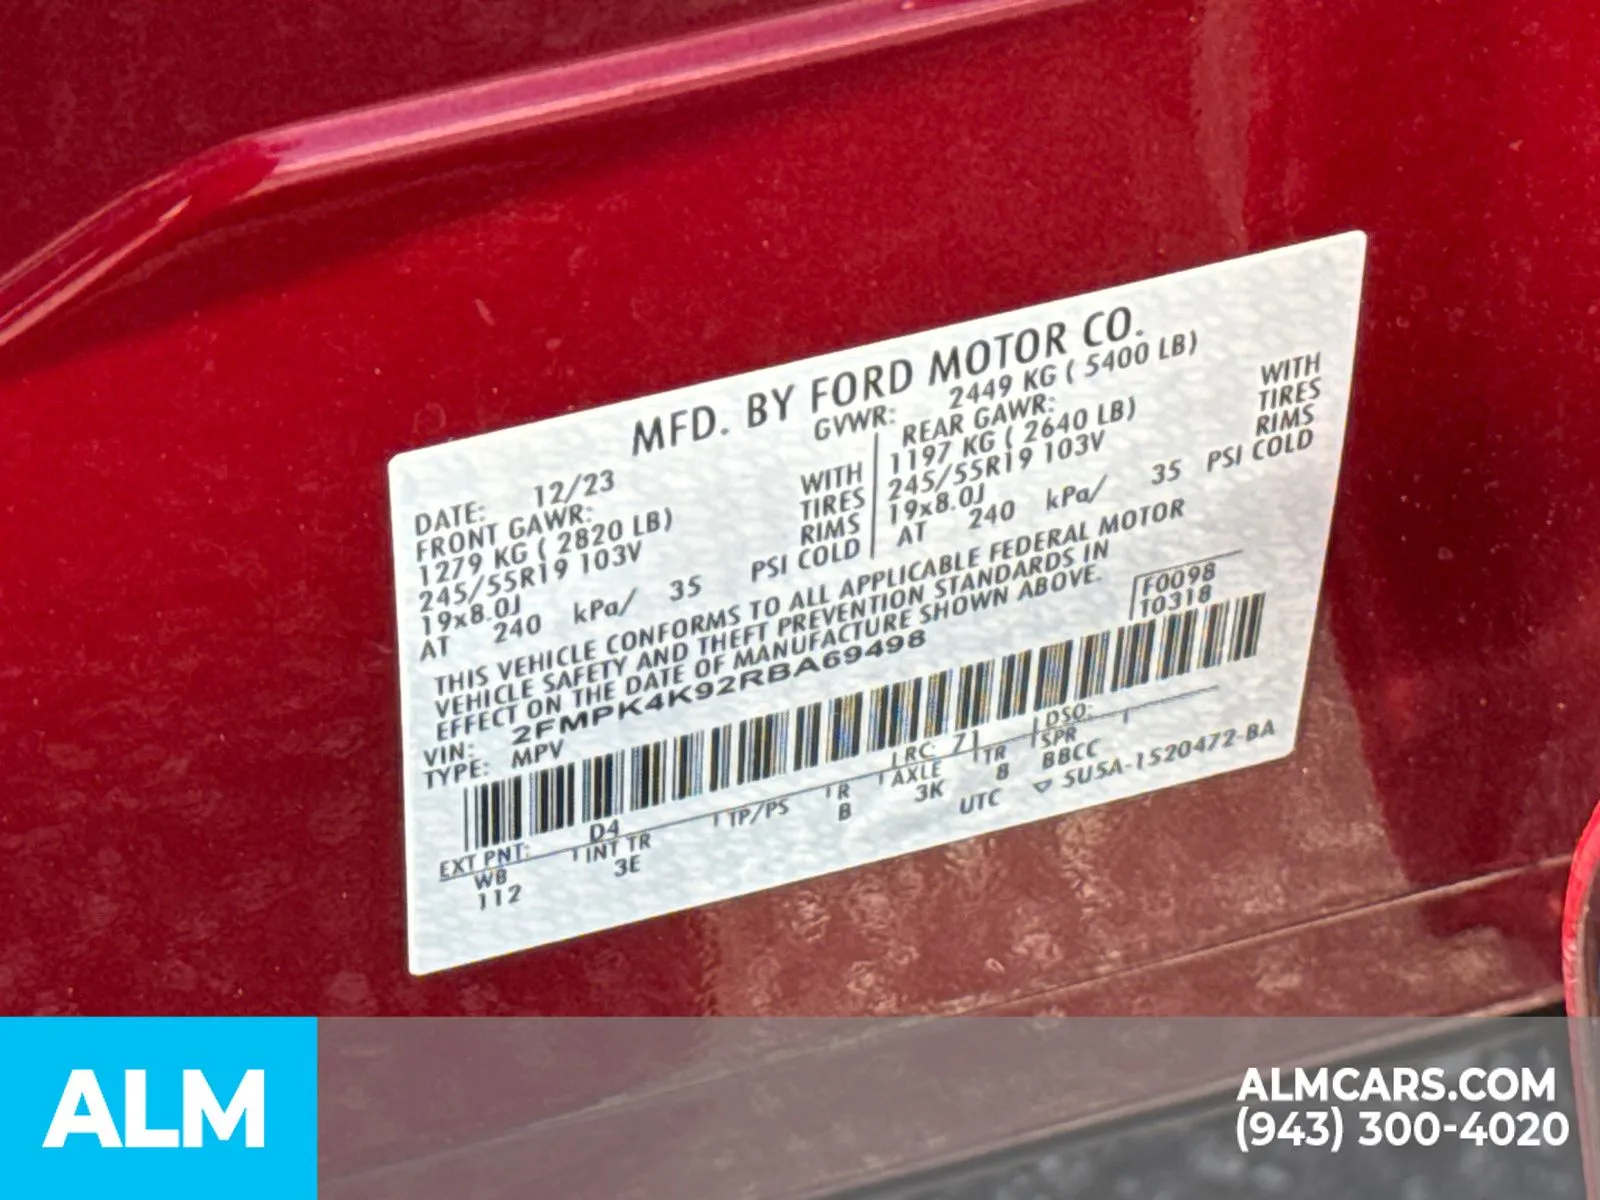 MFD. BY FORD MOTOR CO.
DATE: 12/23
GVWR: 2449 KG ( 5400 LB)
FRONT GAWR:
1279 KG ( 2820 LB) WITH
245/55R19 103V TIRES
19x8.0J RIMS
AT 240 kPa/ 35 PSI COLD
REAR GAWR:
1197 KG ( 2640 LB) WITH
245/55R19 103V TIRES
19x8.0J RIMS
AT 240 kPa/ 35 PSI COLD
THIS VEHICLE CONFORMS TO ALL APPLICABLE FEDERAL MOTOR
VEHICLE SAFETY AND THEFT PREVENTION STANDARDS IN
EFFECT ON THE DATE OF MANUFACTURE SHOWN ABOVE.
F0098
T0318
VIN: 2FMPK4K92RBA69498
TYPE: MPV
EXT PNT: D4 RC: 71 DSO:
WB INT TR TP/PS R AXLE TR SPR
112 3E B 3K 8 BBCC
UTC ▽ 5U5A-1520472-BA
ALM
ALMCARS.COM
(943) 300-4020